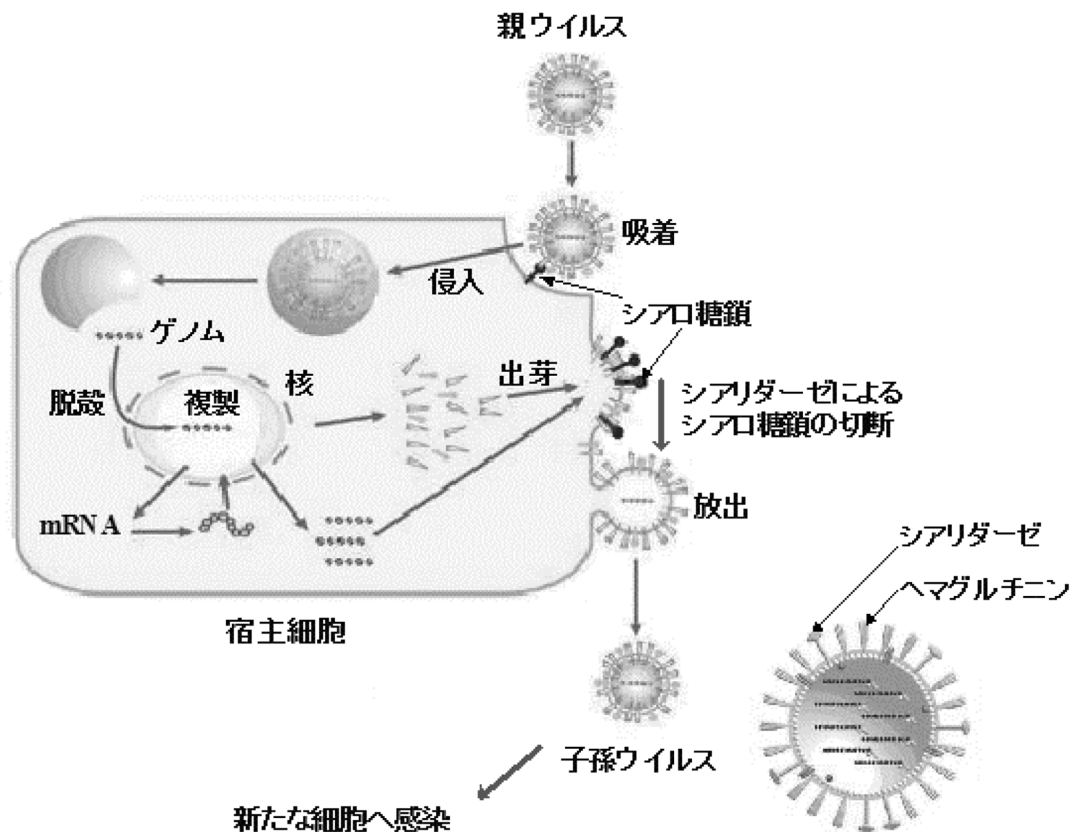 親ウイルス
吸着
侵入
シアロ糖鎖
ゲノム
核
出芽
脱殻
複製
シアリダーゼによる
シアロ糖鎖の切断
mRNA
放出
シアリダーゼ
ヘマグルチニン
宿主細胞
子孫ウイルス
新たな細胞へ感染